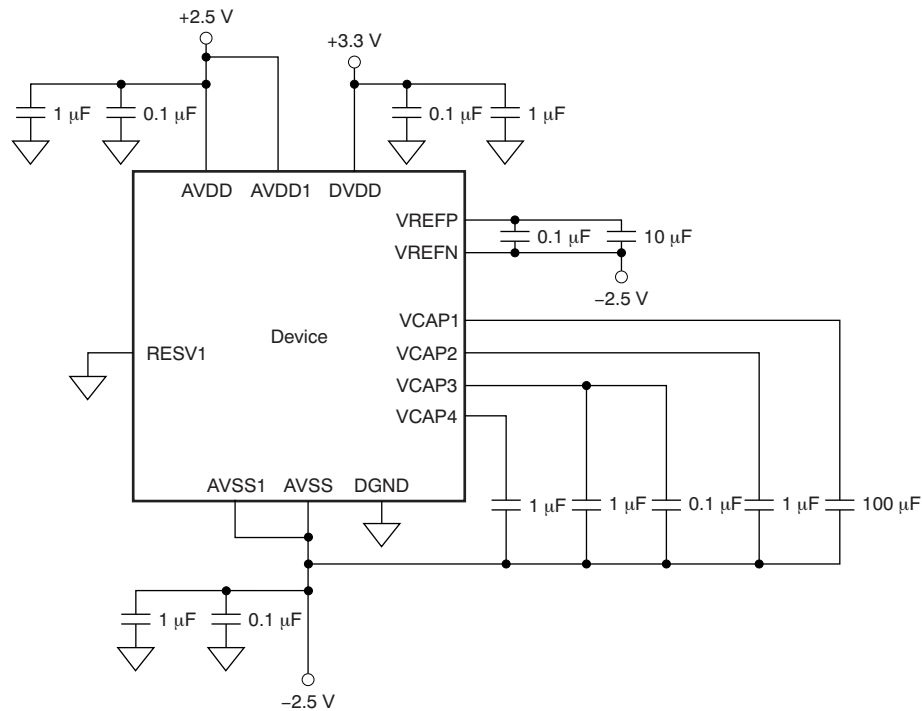 +2.5 V
+3.3 V
1 μF
0.1 μF
0.1 μF
1 μF
AVDD
AVDD1
DVDD
VREFP
0.1 μF
10 μF
VREFN
−2.5 V
VCAP1
Device
RESV1
VCAP2
VCAP3
VCAP4
AVSS1
AVSS
DGND
1 μF
1 μF
0.1 μF
1 μF
100 μF
1 μF
0.1 μF
−2.5 V